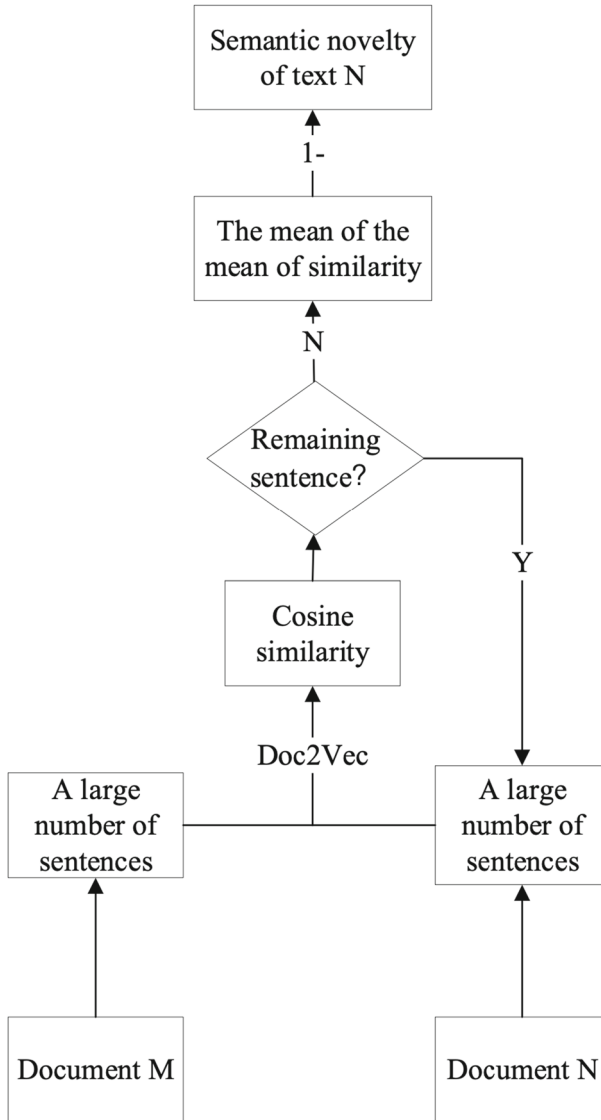 Semantic novelty
of text N
1-
The mean of the
mean of similarity
N
Remaining
sentence?
Y
Cosine
similarity
Doc2Vec
A large
number of
sentences
A large
number of
sentences
Document M
Document N